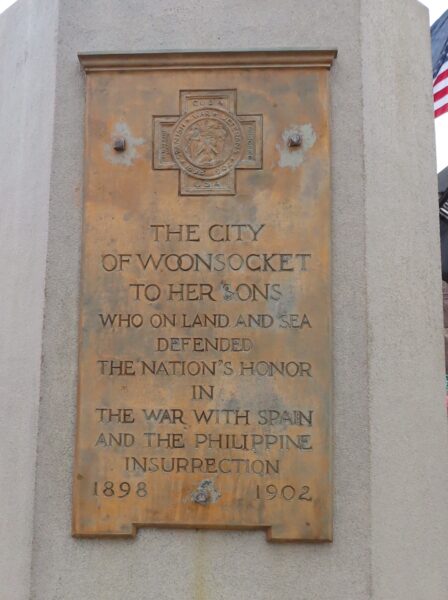 CUBA
U.S.A.
THE CITY
OF WOONSOCKET
TO HER SONS
WHO ON LAND AND SEA
DEFENDED
THE NATION'S HONOR
IN
THE WAR WITH SPAIN
AND THE PHILIPPINE
INSURRECTION
1898 1902